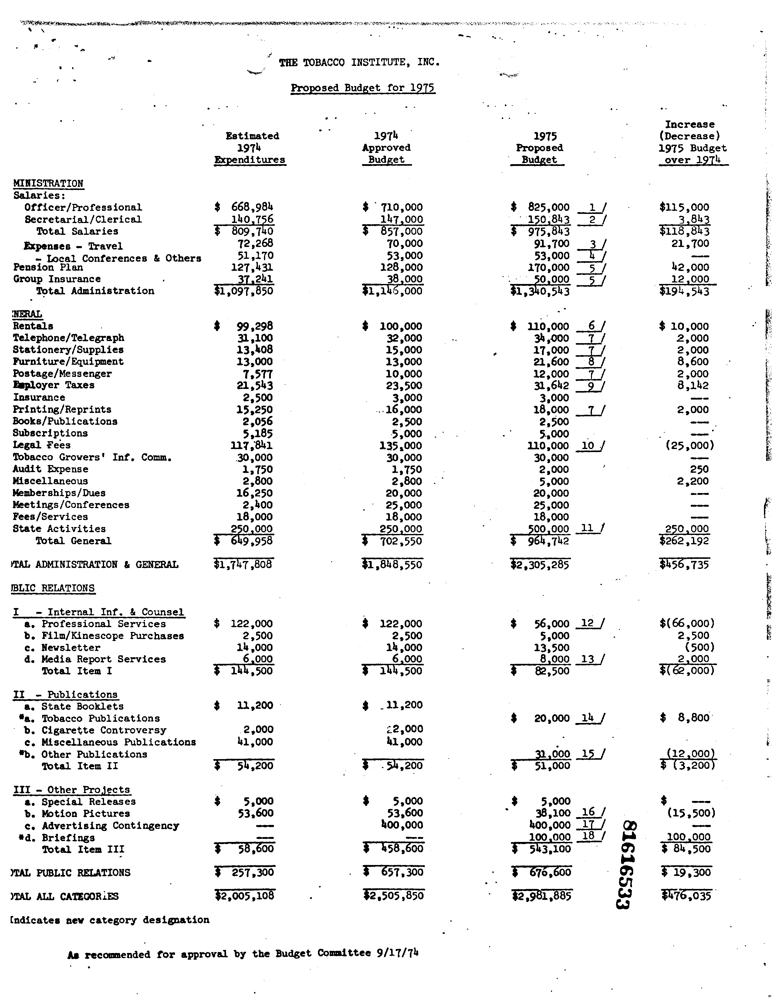 THE TOBACCO INSTITUTE, INC.
Proposed Budget for 1975
Increase
Estimated 1974 1975 (Decrease)
1974 Approved Proposed 1975 Budget
Expenditures Budget Budget over 1974
MINISTRATION
Salaries:
Officer/Professional $ 668,984 $ 710,000 $ 825,000 1 / $115,000
Secretarial/Clerical 140,756 147,000 150,843 2 / 3,843
Total Salaries $ 809,740 $ 857,000 $ 975,843 $118,843
Expenses - Travel 72,268 70,000 91,700 3 / 21,700
- Local Conferences & Others 51,170 53,000 53,000 4 / ---
Pension Plan 127,431 128,000 170,000 5 / 42,000
Group Insurance 37,241 38,000 50,000 5 / 12,000
Total Administration $1,097,850 $1,146,000 $1,340,543 $194,543
NERAL
Rentals $ 99,298 $ 100,000 $ 110,000 6 / $ 10,000
Telephone/Telegraph 31,100 32,000 34,000 7 / 2,000
Stationery/Supplies 13,408 15,000 17,000 7 / 2,000
Furniture/Equipment 13,000 13,000 21,600 8 / 8,600
Postage/Messenger 7,577 10,000 12,000 7 / 2,000
Employer Taxes 21,543 23,500 31,642 9 / 8,142
Insurance 2,500 3,000 3,000 ---
Printing/Reprints 15,250 16,000 18,000 7 / 2,000
Books/Publications 2,056 2,500 2,500 ---
Subscriptions 5,185 5,000 5,000 ---
Legal Fees 117,841 135,000 110,000 10 / (25,000)
Tobacco Growers' Inf. Comm. 30,000 30,000 30,000 ---
Audit Expense 1,750 1,750 2,000 250
Miscellaneous 2,800 2,800 5,000 2,200
Memberships/Dues 16,250 20,000 20,000 ---
Meetings/Conferences 2,400 25,000 25,000 ---
Fees/Services 18,000 18,000 18,000 ---
State Activities 250,000 250,000 500,000 11 / 250,000
Total General $ 649,958 $ 702,550 $ 964,742 $262,192
TAL ADMINISTRATION & GENERAL $1,747,808 $1,848,550 $2,305,285 $456,735
BLIC RELATIONS
I - Internal Inf. & Counsel
a. Professional Services $ 122,000 $ 122,000 $ 56,000 12 / $(66,000)
b. Film/Kinescope Purchases 2,500 2,500 5,000 2,500
c. Newsletter 14,000 14,000 13,500 (500)
d. Media Report Services 6,000 6,000 8,000 13 / 2,000
Total Item I $ 144,500 $ 144,500 $ 82,500 $(62,000)
II - Publications
a. State Booklets $ 11,200 $ 11,200
*a. Tobacco Publications $ 20,000 14 / $ 8,800
b. Cigarette Controversy 2,000 2,000
c. Miscellaneous Publications 41,000 41,000
*b. Other Publications 31,000 15 / (12,000)
Total Item II $ 54,200 $ 54,200 $ 51,000 $ (3,200)
III - Other Projects
a. Special Releases $ 5,000 $ 5,000 $ 5,000 $ ---
b. Motion Pictures 53,600 53,600 38,100 16 / (15,500)
c. Advertising Contingency --- 400,000 400,000 17 / ---
*d. Briefings --- --- 100,000 18 / 100,000
Total Item III $ 58,600 $ 458,600 $ 543,100 $ 84,500
TAL PUBLIC RELATIONS $ 257,300 $ 657,300 $ 676,600 $ 19,300
TAL ALL CATEGORIES $2,005,108 $2,505,850 $2,981,885 $476,035
Indicates new category designation
As recommended for approval by the Budget Committee 9/17/74
81616533